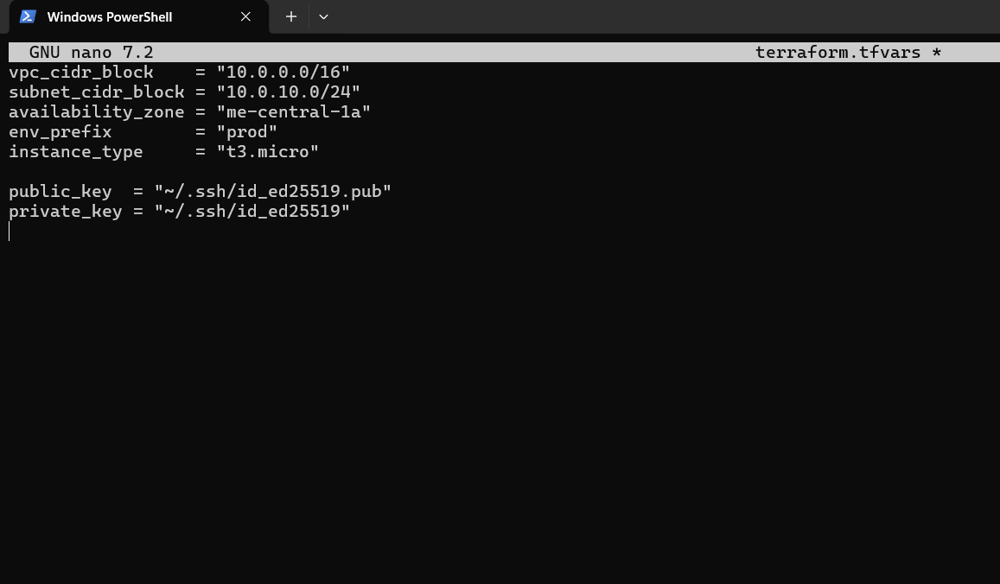 Windows PowerShell
GNU nano 7.2 terraform.tfvars *
vpc_cidr_block    = "10.0.0.0/16"
subnet_cidr_block = "10.0.10.0/24"
availability_zone = "me-central-1a"
env_prefix        = "prod"
instance_type     = "t3.micro"
public_key  = "~/.ssh/id_ed25519.pub"
private_key = "~/.ssh/id_ed25519"